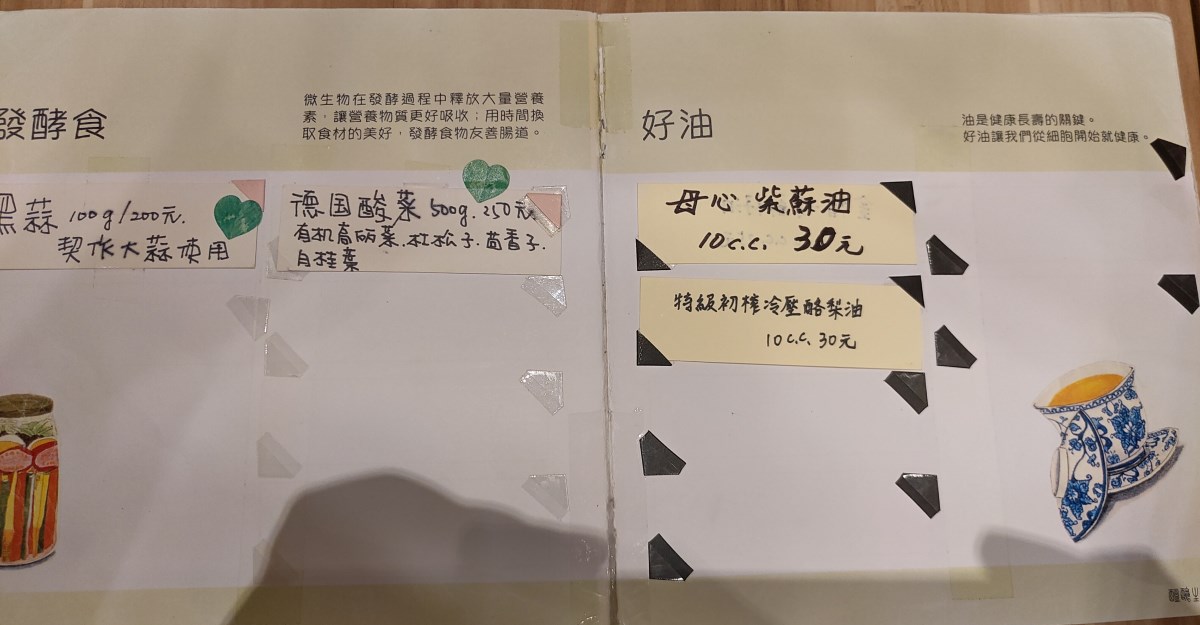 發酵食
微生物在發酵過程中釋放大量營養
素，讓營養物質更好吸收；用時間換
取食材的美好，發酵食物友善腸道。
黑蒜 100g/200元.
契作大蒜使用
德国酸菜 500g. 250元.
有机高丽菜.杜松子.茴香子.
月桂葉
好油
油是健康長壽的關鍵。
好油讓我們從細胞開始就健康。
母心 柴蘇油
10c.c. 30元
特級初榨冷壓酪梨油
10c.c. 30元